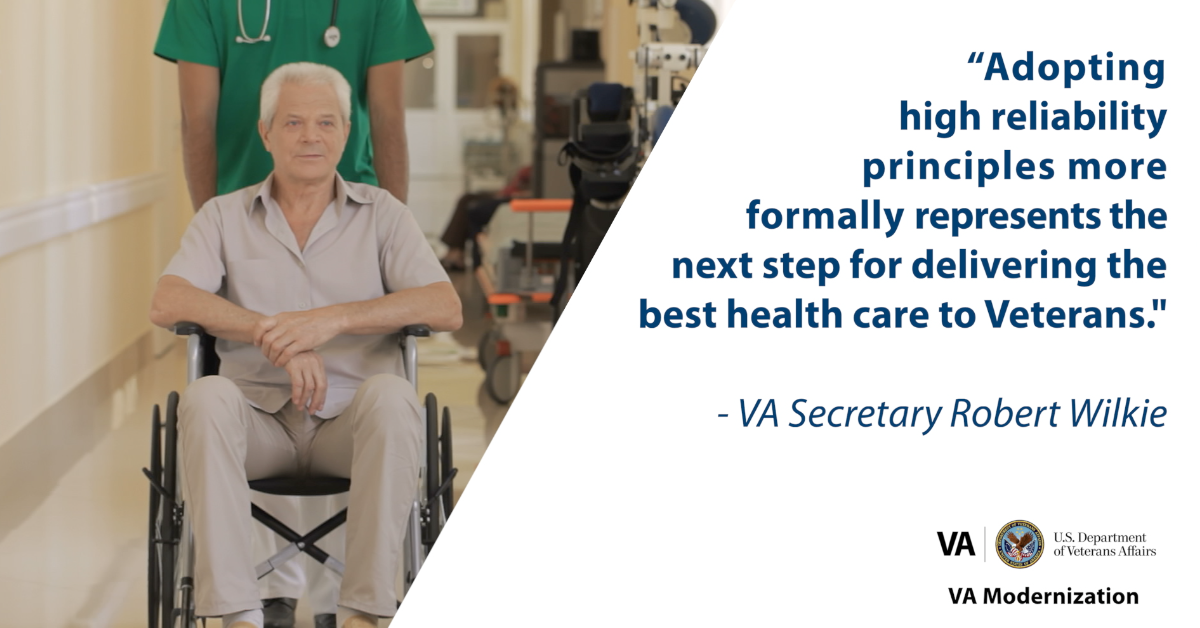 “Adopting
high reliability
principles more
formally represents the
next step for delivering the
best health care to Veterans."
- VA Secretary Robert Wilkie
VA
U.S. Department
of Veterans Affairs
VA Modernization